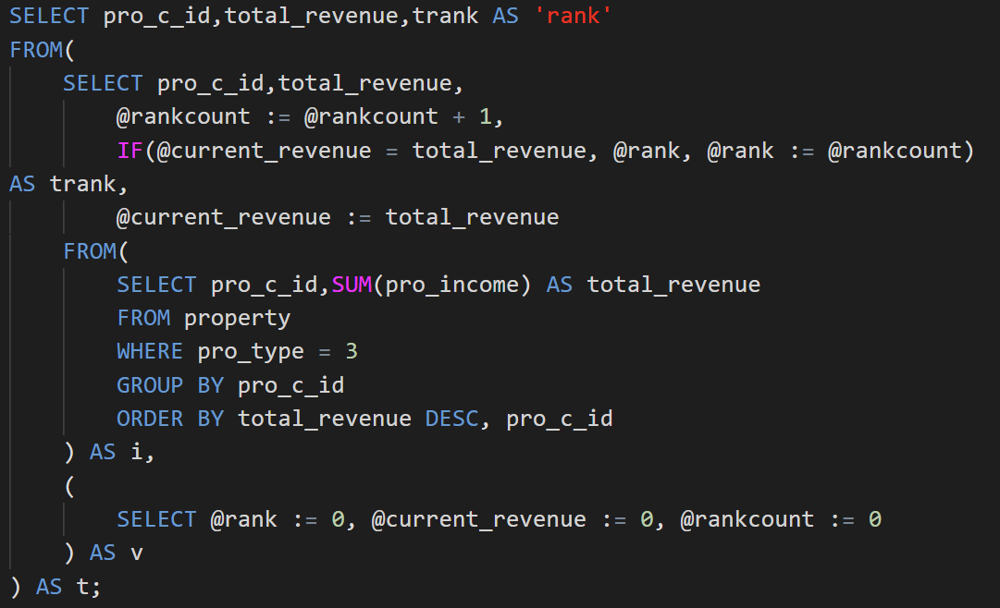 SELECT pro_c_id,total_revenue,trank AS 'rank'
FROM(
    SELECT pro_c_id,total_revenue,
        @rankcount := @rankcount + 1,
        IF(@current_revenue = total_revenue, @rank, @rank := @rankcount)
AS trank,
        @current_revenue := total_revenue
    FROM(
        SELECT pro_c_id,SUM(pro_income) AS total_revenue
        FROM property
        WHERE pro_type = 3
        GROUP BY pro_c_id
        ORDER BY total_revenue DESC, pro_c_id
    ) AS i,
    (
        SELECT @rank := 0, @current_revenue := 0, @rankcount := 0
    ) AS v
) AS t;